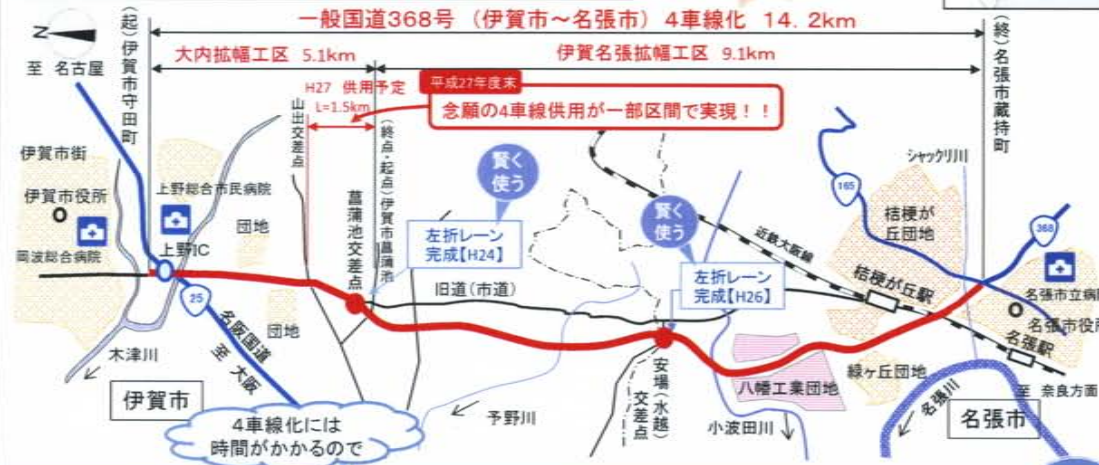 一般国道368号 (伊賀市～名張市) 4車線化 14.2km
大内拡幅工区 5.1km
伊賀名張拡幅工区 9.1km
N
至 名古屋
(起)伊賀市守田町
(終)名張市蔵持町
H27 供用予定
L=1.5km
平成27年度末
念願の4車線供用が一部区間で実現！！
山出交差点
(終点・起点)伊賀市菖蒲池
菖蒲池交差点
伊賀市街
伊賀市役所
岡波総合病院
上野総合市民病院
上野IC
団地
団地
25
名阪国道
至 大阪
木津川
伊賀市
4車線化には
時間がかかるので
賢く
使う
左折レーン
完成【H24】
旧道(市道)
予野川
賢く
使う
左折レーン
完成【H26】
近鉄大阪線
安場(水越)
交差点
小波田川
八幡工業団地
165
シャックリ川
桔梗が
丘団地
桔梗が丘駅
緑ヶ丘団地
368
名張市立病
名張市役
名張駅
至 奈良方面
名張川
名張市